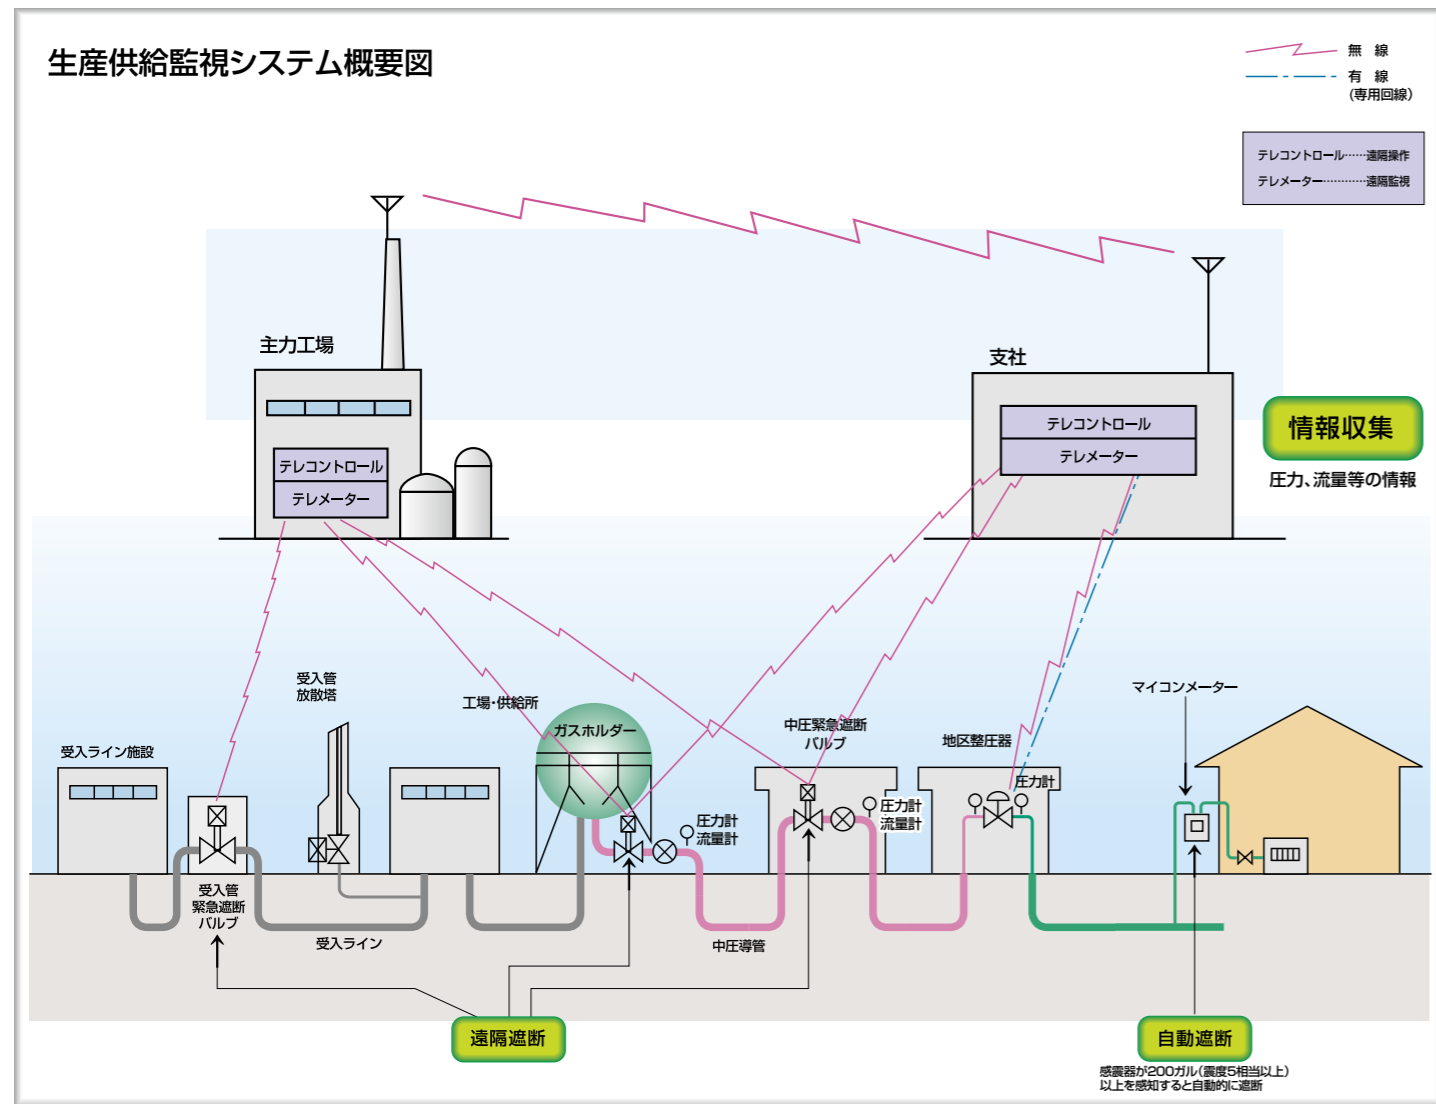 生産供給監視システム概要図
無　線
有　線
(専用回線)
テレコントロール……遠隔操作
テレメーター…………遠隔監視
主力工場
支社
テレコントロール
テレメーター
テレコントロール
テレメーター
情報収集
圧力、流量等の情報
受入管
放散塔
工場・供給所
ガスホルダー
中圧緊急遮断
バルブ
地区整圧器
マイコンメーター
受入ライン施設
圧力計
圧力計
流量計
圧力計
流量計
受入管
緊急遮断
バルブ
受入ライン
中圧導管
遠隔遮断
自動遮断
感震器が200ガル(震度5相当以上)
以上を感知すると自動的に遮断